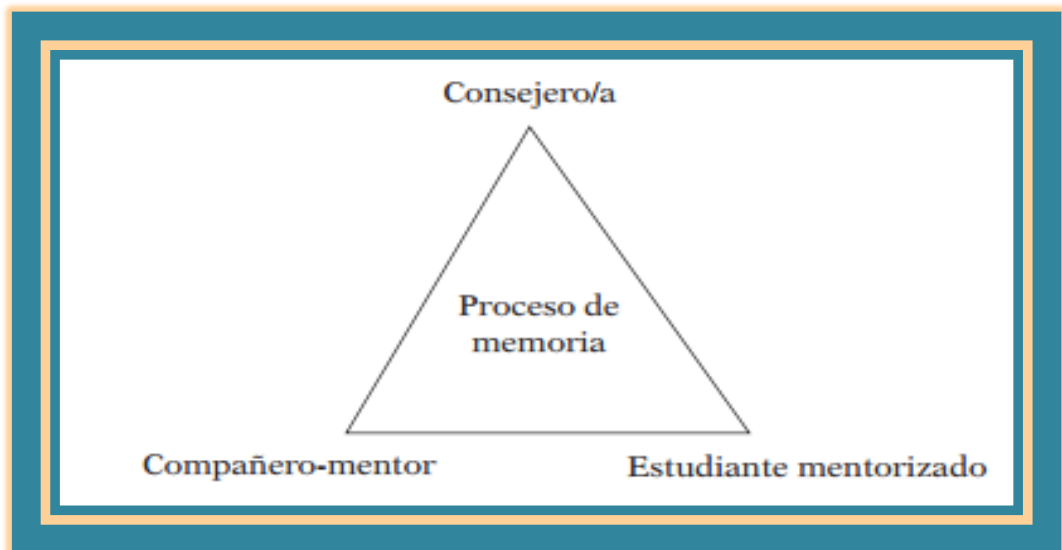 Consejero/a
Proceso de
memoria
Compañero-mentor
Estudiante mentorizado